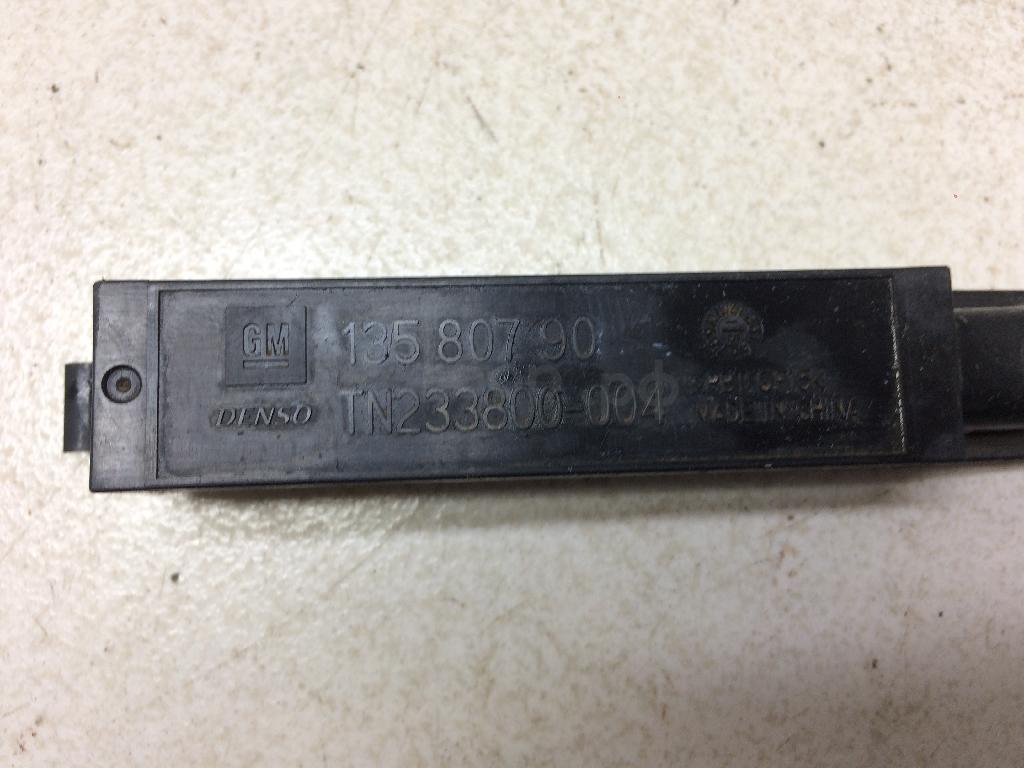 GM
135 807 90
DENSO
TN233800-004
MADE IN CHINA